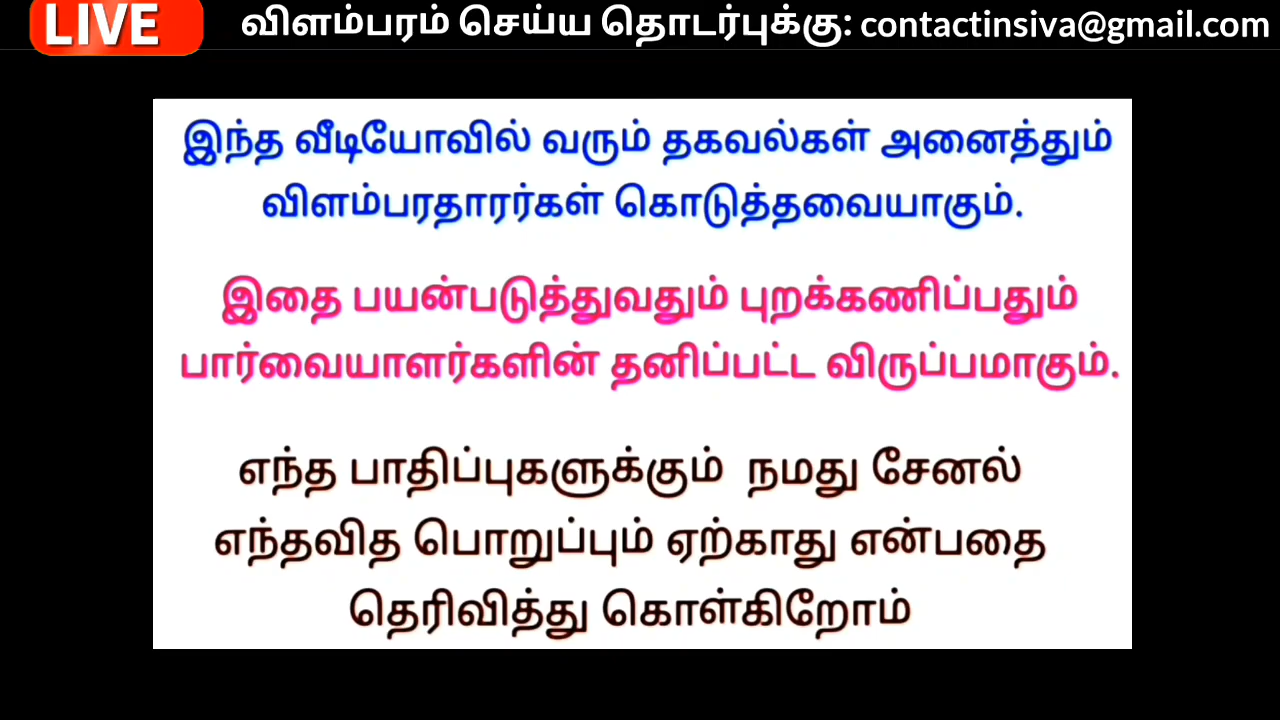 LIVE விளம்பரம் செய்ய தொடர்புக்கு: contactinsiva@gmail.com
இந்த வீடியோவில் வரும் தகவல்கள் அனைத்தும்
விளம்பரதாரர்கள் கொடுத்தவையாகும்.
இதை பயன்படுத்துவதும் புறக்கணிப்பதும்
பார்வையாளர்களின் தனிப்பட்ட விருப்பமாகும்.
எந்த பாதிப்புகளுக்கும் நமது சேனல்
எந்தவித பொறுப்பும் ஏற்காது என்பதை
தெரிவித்து கொள்கிறோம்